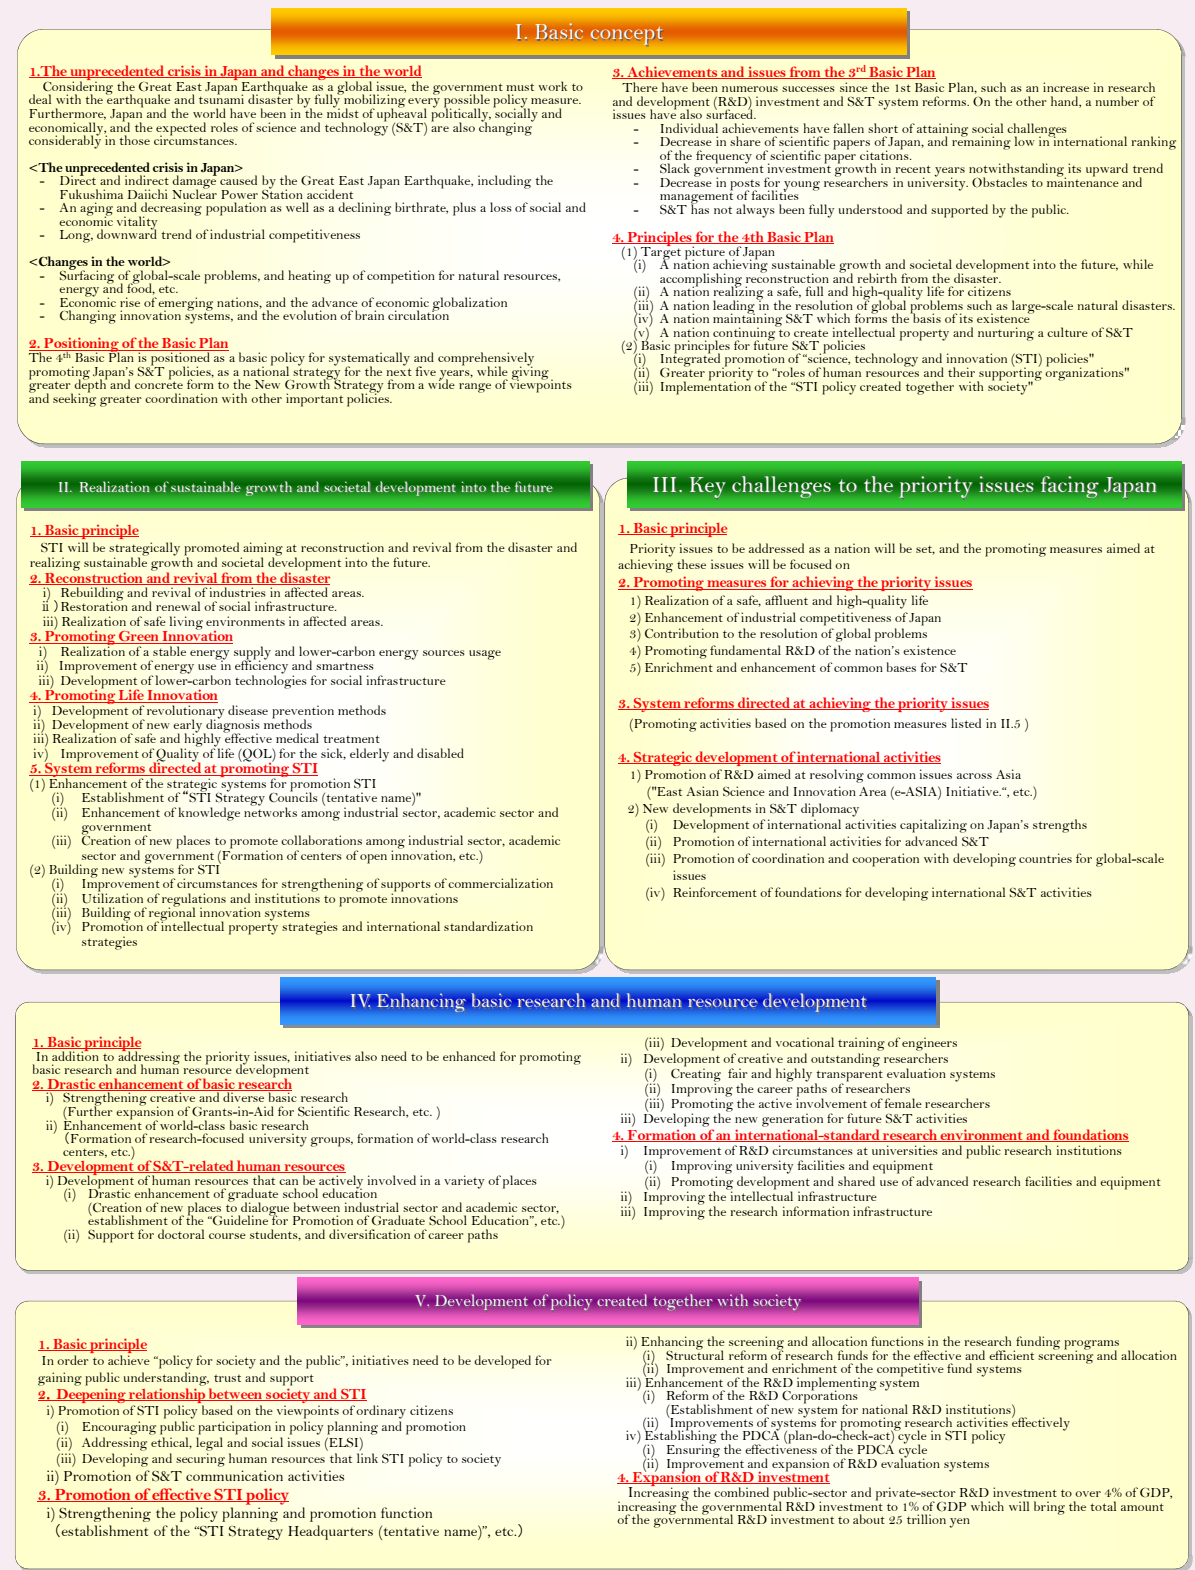 I. Basic concept
1.The unprecedented crisis in Japan and changes in the world
Considering the Great East Japan Earthquake as a global issue, the government must work to
deal with the earthquake and tsunami disaster by fully mobilizing every possible policy measure.
Furthermore, Japan and the world have been in the midst of upheaval politically, socially and
economically, and the expected roles of science and technology (S&T) are also changing
considerably in those circumstances.
<The unprecedented crisis in Japan>
- Direct and indirect damage caused by the Great East Japan Earthquake, including the
Fukushima Daiichi Nuclear Power Station accident
- An aging and decreasing population as well as a declining birthrate, plus a loss of social and
economic vitality
- Long, downward trend of industrial competitiveness
<Changes in the world>
- Surfacing of global-scale problems, and heating up of competition for natural resources,
energy and food, etc.
- Economic rise of emerging nations, and the advance of economic globalization
- Changing innovation systems, and the evolution of brain circulation
2. Positioning of the Basic Plan
The 4th Basic Plan is positioned as a basic policy for systematically and comprehensively
promoting Japan's S&T policies, as a national strategy for the next five years, while giving
greater depth and concrete form to the New Growth Strategy from a wide range of viewpoints
and seeking greater coordination with other important policies.
3. Achievements and issues from the 3rd Basic Plan
There have been numerous successes since the 1st Basic Plan, such as an increase in research
and development (R&D) investment and S&T system reforms. On the other hand, a number of
issues have also surfaced.
- Individual achievements have fallen short of attaining social challenges
- Decrease in share of scientific papers of Japan, and remaining low in international ranking
of the frequency of scientific paper citations.
- Slack government investment growth in recent years notwithstanding its upward trend
- Decrease in posts for young researchers in university. Obstacles to maintenance and
management of facilities
- S&T has not always been fully understood and supported by the public.
4. Principles for the 4th Basic Plan
(1) Target picture of Japan
(i) A nation achieving sustainable growth and societal development into the future, while
accomplishing reconstruction and rebirth from the disaster.
(ii) A nation realizing a safe, full and high-quality life for citizens
(iii) A nation leading in the resolution of global problems such as large-scale natural disasters.
(iv) A nation maintaining S&T which forms the basis of its existence
(v) A nation continuing to create intellectual property and nurturing a culture of S&T
(2) Basic principles for future S&T policies
(i) Integrated promotion of "science, technology and innovation (STI) policies"
(ii) Greater priority to "roles of human resources and their supporting organizations"
(iii) Implementation of the "STI policy created together with society"
II. Realization of sustainable growth and societal development into the future
1. Basic principle
STI will be strategically promoted aiming at reconstruction and revival from the disaster and
realizing sustainable growth and societal development into the future.
2. Reconstruction and revival from the disaster
i) Rebuilding and revival of industries in affected areas.
ii) Restoration and renewal of social infrastructure.
iii) Realization of safe living environments in affected areas.
3. Promoting Green Innovation
i) Realization of a stable energy supply and lower-carbon energy sources usage
ii) Improvement of energy use in efficiency and smartness
iii) Development of lower-carbon technologies for social infrastructure
4. Promoting Life Innovation
i) Development of revolutionary disease prevention methods
ii) Development of new early diagnosis methods
iii) Realization of safe and highly effective medical treatment
iv) Improvement of Quality of life (QOL) for the sick, elderly and disabled
5. System reforms directed at promoting STI
(1) Enhancement of the strategic systems for promotion STI
(i) Establishment of "STI Strategy Councils (tentative name)"
(ii) Enhancement of knowledge networks among industrial sector, academic sector and
government
(iii) Creation of new places to promote collaborations among industrial sector, academic
sector and government (Formation of centers of open innovation, etc.)
(2) Building new systems for STI
(i) Improvement of circumstances for strengthening of supports of commercialization
(ii) Utilization of regulations and institutions to promote innovations
(iii) Building of regional innovation systems
(iv) Promotion of intellectual property strategies and international standardization
strategies
III. Key challenges to the priority issues facing Japan
1. Basic principle
Priority issues to be addressed as a nation will be set, and the promoting measures aimed at
achieving these issues will be focused on
2. Promoting measures for achieving the priority issues
1) Realization of a safe, affluent and high-quality life
2) Enhancement of industrial competitiveness of Japan
3) Contribution to the resolution of global problems
4) Promoting fundamental R&D of the nation's existence
5) Enrichment and enhancement of common bases for S&T
3. System reforms directed at achieving the priority issues
(Promoting activities based on the promotion measures listed in II.5 )
4. Strategic development of international activities
1) Promotion of R&D aimed at resolving common issues across Asia
("East Asian Science and Innovation Area (e-ASIA) Initiative.", etc.)
2) New developments in S&T diplomacy
(i) Development of international activities capitalizing on Japan's strengths
(ii) Promotion of international activities for advanced S&T
(iii) Promotion of coordination and cooperation with developing countries for global-scale
issues
(iv) Reinforcement of foundations for developing international S&T activities
IV. Enhancing basic research and human resource development
1. Basic principle
In addition to addressing the priority issues, initiatives also need to be enhanced for promoting
basic research and human resource development
2. Drastic enhancement of basic research
i) Strengthening creative and diverse basic research
(Further expansion of Grants-in-Aid for Scientific Research, etc. )
ii) Enhancement of world-class basic research
(Formation of research-focused university groups, formation of world-class research
centers, etc.)
3. Development of S&T-related human resources
i) Development of human resources that can be actively involved in a variety of places
(i) Drastic enhancement of graduate school education
(Creation of new places to dialogue between industrial sector and academic sector,
establishment of the "Guideline for Promotion of Graduate School Education", etc.)
(ii) Support for doctoral course students, and diversification of career paths
(iii) Development and vocational training of engineers
ii) Development of creative and outstanding researchers
(i) Creating fair and highly transparent evaluation systems
(ii) Improving the career paths of researchers
(iii) Promoting the active involvement of female researchers
iii) Developing the new generation for future S&T activities
4. Formation of an international-standard research environment and foundations
i) Improvement of R&D circumstances at universities and public research institutions
(i) Improving university facilities and equipment
(ii) Promoting development and shared use of advanced research facilities and equipment
ii) Improving the intellectual infrastructure
iii) Improving the research information infrastructure
V. Development of policy created together with society
1. Basic principle
In order to achieve "policy for society and the public", initiatives need to be developed for
gaining public understanding, trust and support
2. Deepening relationship between society and STI
i) Promotion of STI policy based on the viewpoints of ordinary citizens
(i) Encouraging public participation in policy planning and promotion
(ii) Addressing ethical, legal and social issues (ELSI)
(iii) Developing and securing human resources that link STI policy to society
ii) Promotion of S&T communication activities
3. Promotion of effective STI policy
i) Strengthening the policy planning and promotion function
(establishment of the "STI Strategy Headquarters (tentative name)", etc.)
ii) Enhancing the screening and allocation functions in the research funding programs
(i) Structural reform of research funds for the effective and efficient screening and allocation
(ii) Improvement and enrichment of the competitive fund systems
iii) Enhancement of the R&D implementing system
(i) Reform of the R&D Corporations
(Establishment of new system for national R&D institutions)
(ii) Improvements of systems for promoting research activities effectively
iv) Establishing the PDCA (plan-do-check-act) cycle in STI policy
(i) Ensuring the effectiveness of the PDCA cycle
(ii) Improvement and expansion of R&D evaluation systems
4. Expansion of R&D investment
Increasing the combined public-sector and private-sector R&D investment to over 4% of GDP,
increasing the governmental R&D investment to 1% of GDP which will bring the total amount
of the governmental R&D investment to about 25 trillion yen